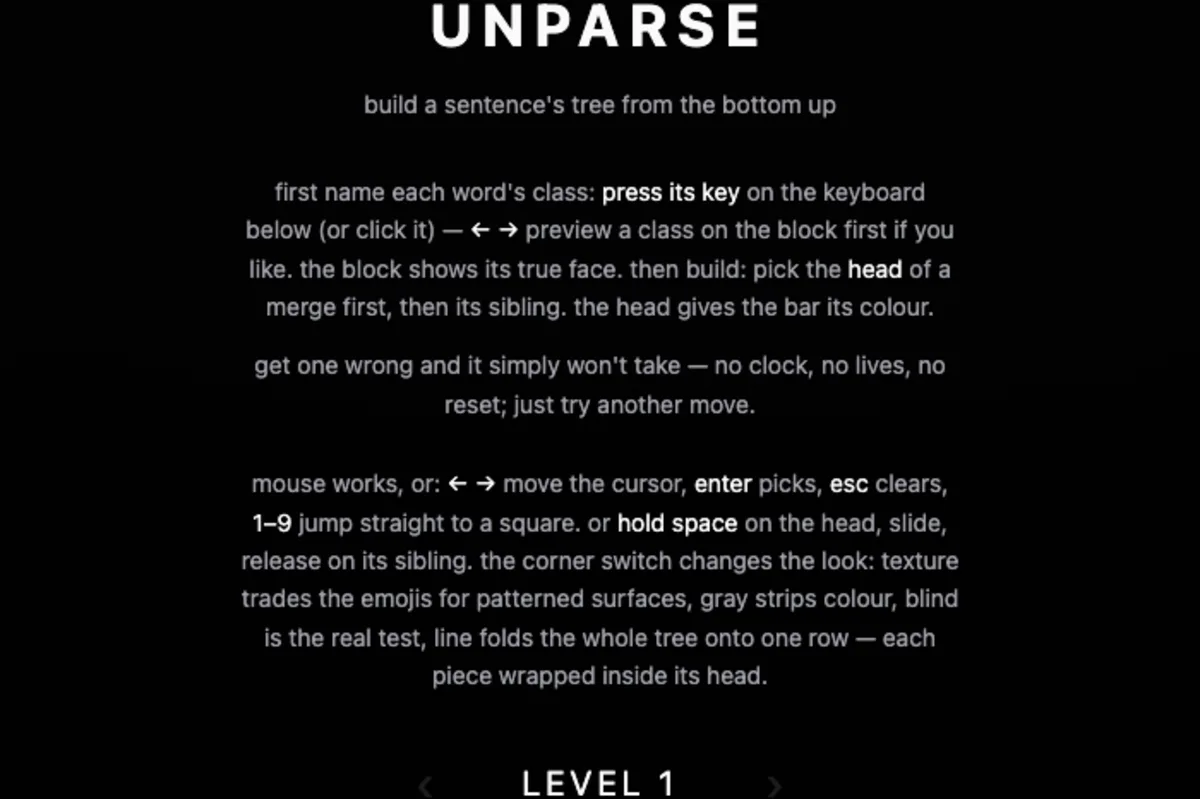 UNPARSE
build a sentence's tree from the bottom up
first name each word's class: press its key on the keyboard
below (or click it) — ← → preview a class on the block first if you
like. the block shows its true face. then build: pick the head of a
merge first, then its sibling. the head gives the bar its colour.
get one wrong and it simply won't take — no clock, no lives, no
reset; just try another move.
mouse works, or: ← → move the cursor, enter picks, esc clears,
1–9 jump straight to a square. or hold space on the head, slide,
release on its sibling. the corner switch changes the look: texture
trades the emojis for patterned surfaces, gray strips colour, blind
is the real test, line folds the whole tree onto one row — each
piece wrapped inside its head.
‹ LEVEL 1 ›